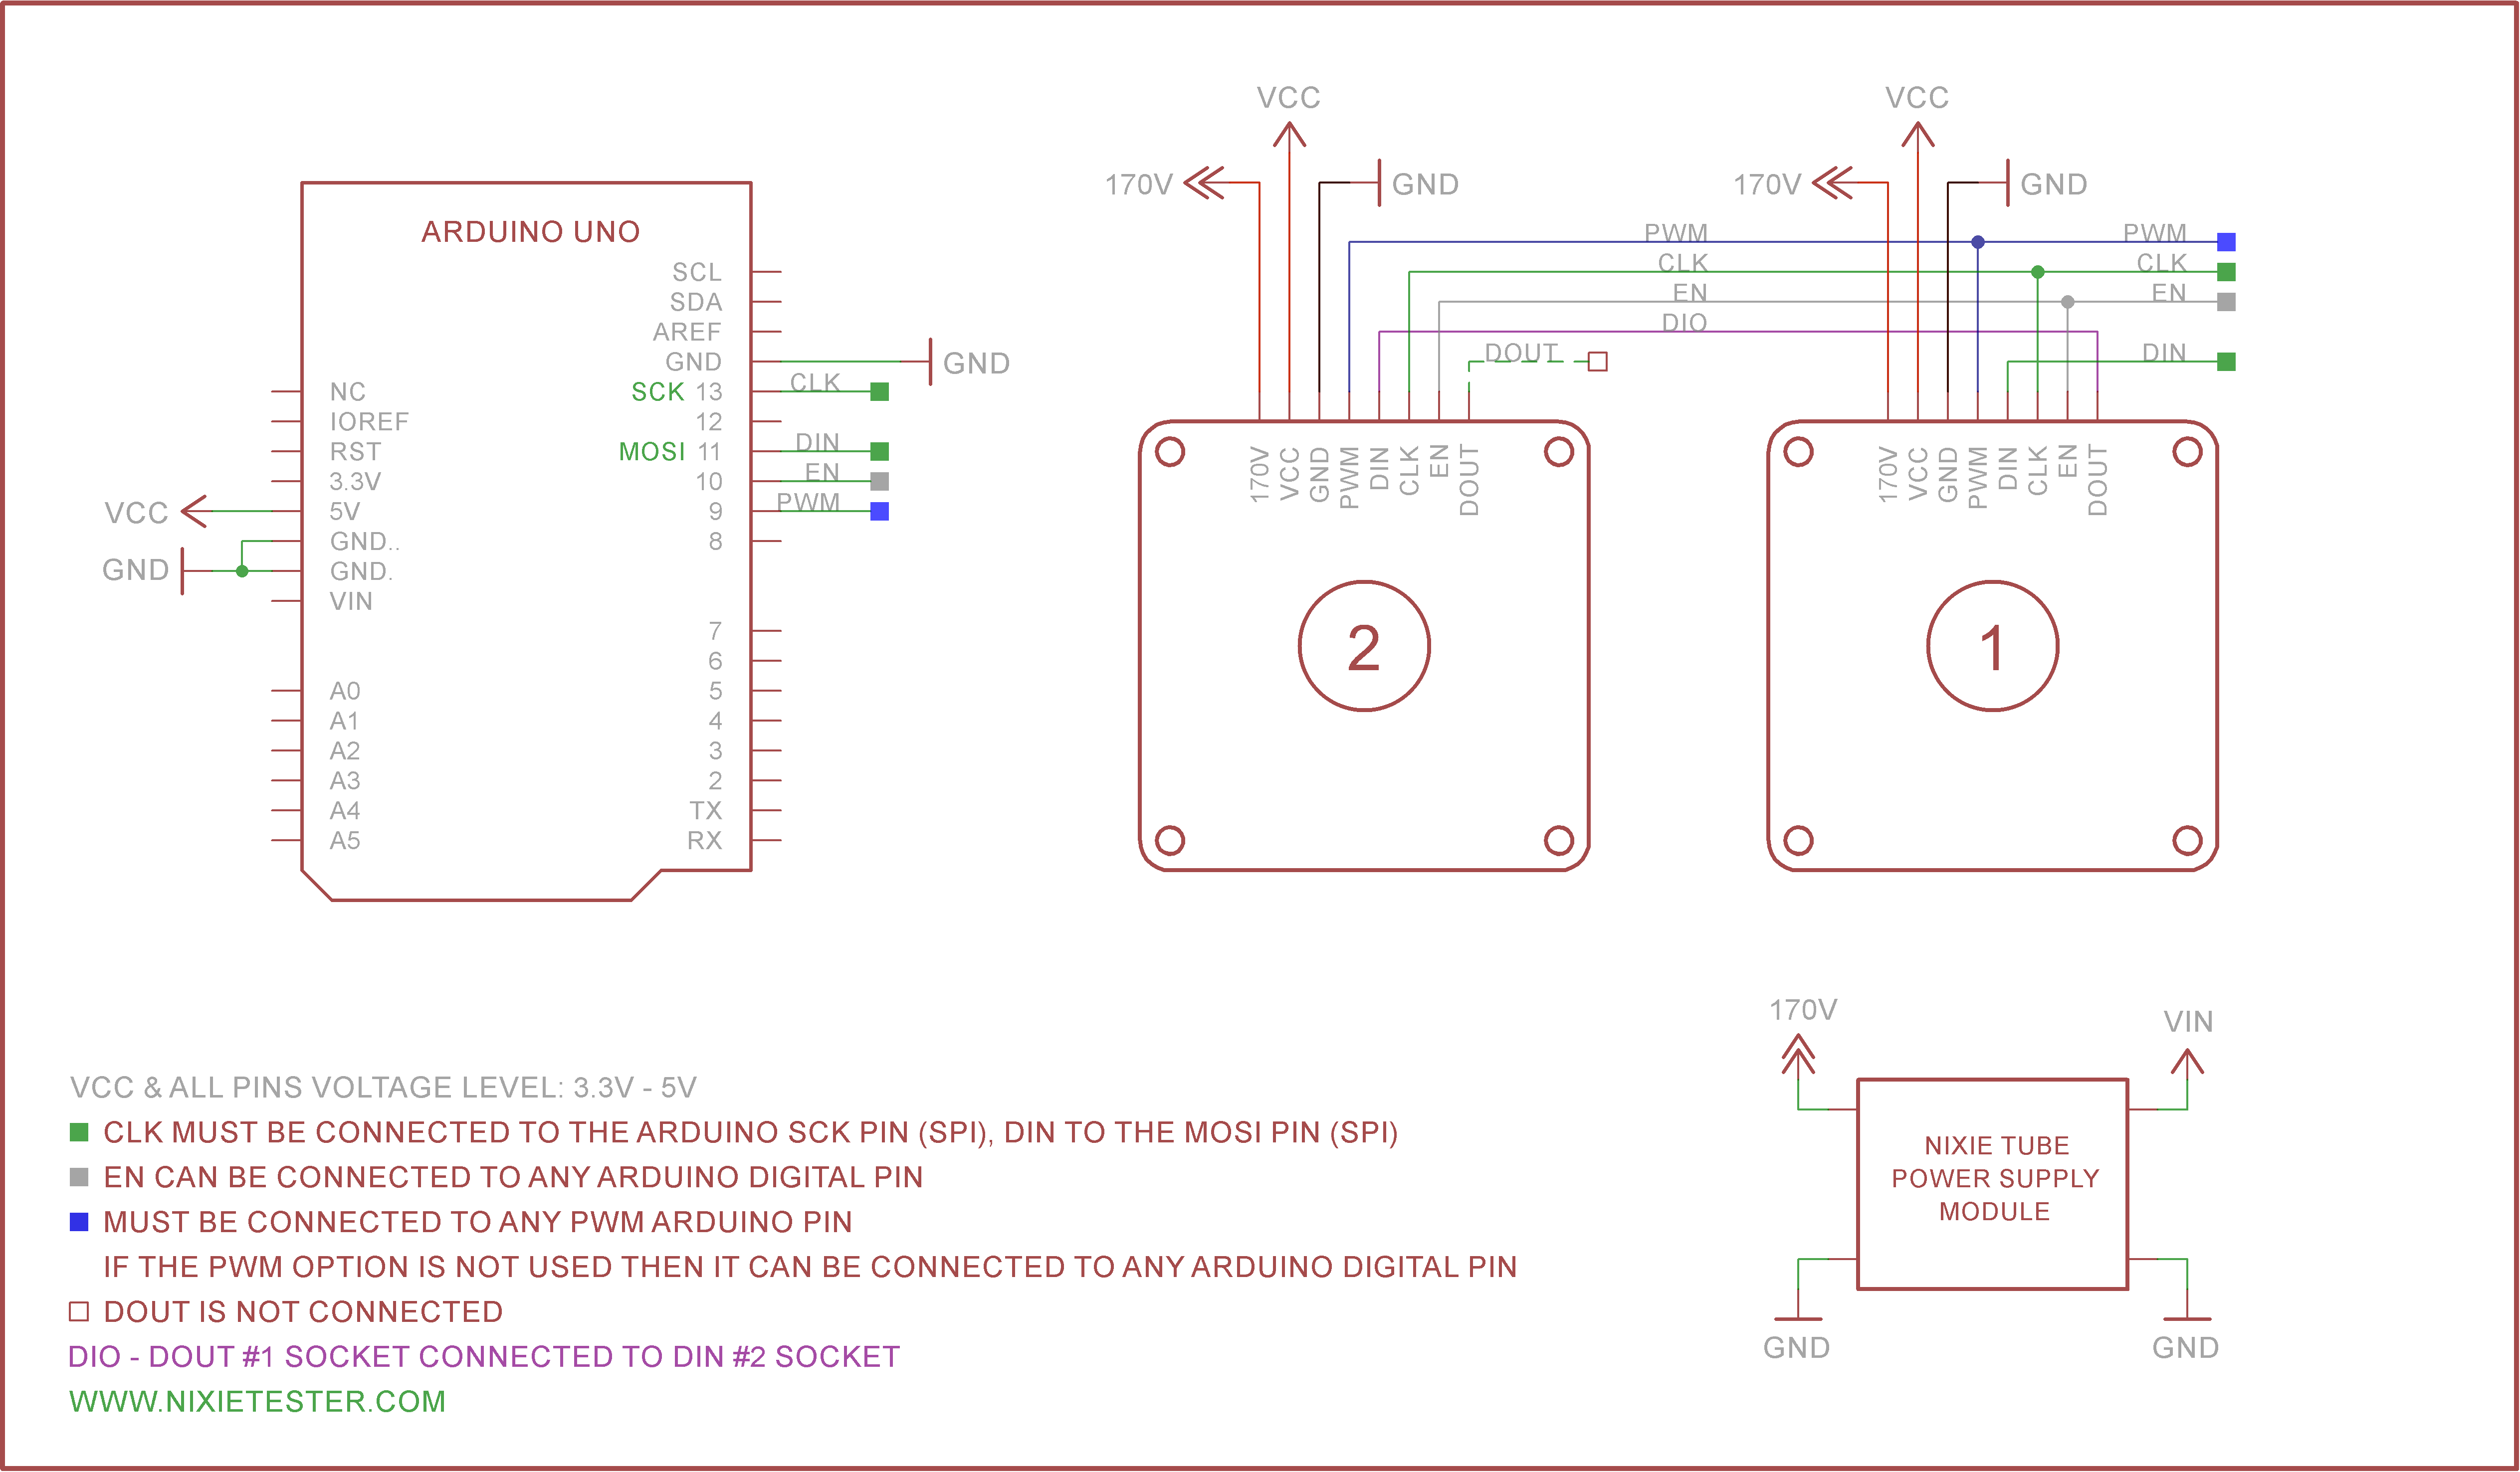 ARDUINO UNO
SCL
SDA
AREF
GND
SCK 13
12
MOSI 11
10
9
8
7
6
5
4
3
2
TX
RX
NC
IOREF
RST
3.3V
5V
GND..
GND.
VIN
A0
A1
A2
A3
A4
A5
VCC
GND
GND
CLK
DIN
EN
PWM
VCC
170V
GND
PWM
CLK
EN
DIO
DOUT
170V
VCC
GND
PWM
DIN
CLK
EN
DOUT
2
VCC
170V
GND
PWM
CLK
EN
DIN
170V
VCC
GND
PWM
DIN
CLK
EN
DOUT
1
170V
VIN
NIXIE TUBE
POWER SUPPLY
MODULE
GND
GND
VCC & ALL PINS VOLTAGE LEVEL: 3.3V - 5V
CLK MUST BE CONNECTED TO THE ARDUINO SCK PIN (SPI), DIN TO THE MOSI PIN (SPI)
EN CAN BE CONNECTED TO ANY ARDUINO DIGITAL PIN
MUST BE CONNECTED TO ANY PWM ARDUINO PIN
IF THE PWM OPTION IS NOT USED THEN IT CAN BE CONNECTED TO ANY ARDUINO DIGITAL PIN
DOUT IS NOT CONNECTED
DIO - DOUT #1 SOCKET CONNECTED TO DIN #2 SOCKET
WWW.NIXIETESTER.COM